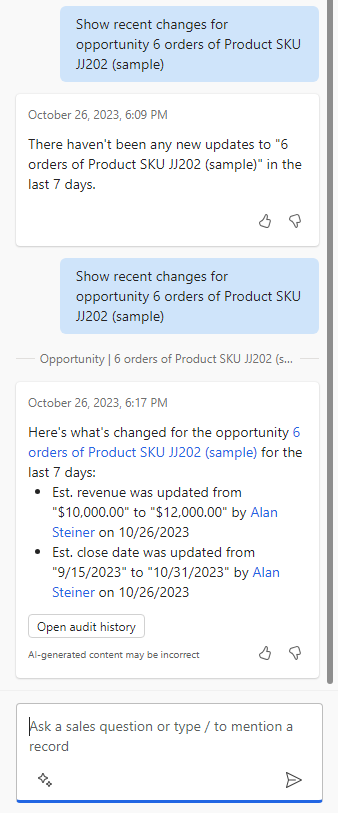 Show recent changes for
opportunity 6 orders of Product SKU
JJ202 (sample)
October 26, 2023, 6:09 PM
There haven't been any new updates to "6
orders of Product SKU JJ202 (sample)" in the
last 7 days.
Show recent changes for
opportunity 6 orders of Product SKU
JJ202 (sample)
Opportunity | 6 orders of Product SKU JJ202 (s...
October 26, 2023, 6:17 PM
Here's what's changed for the opportunity 6
orders of Product SKU JJ202 (sample) for the
last 7 days:
• Est. revenue was updated from
"$10,000.00" to "$12,000.00" by Alan
Steiner on 10/26/2023
• Est. close date was updated from
"9/15/2023" to "10/31/2023" by Alan
Steiner on 10/26/2023
Open audit history
AI-generated content may be incorrect
Ask a sales question or type / to mention a
record